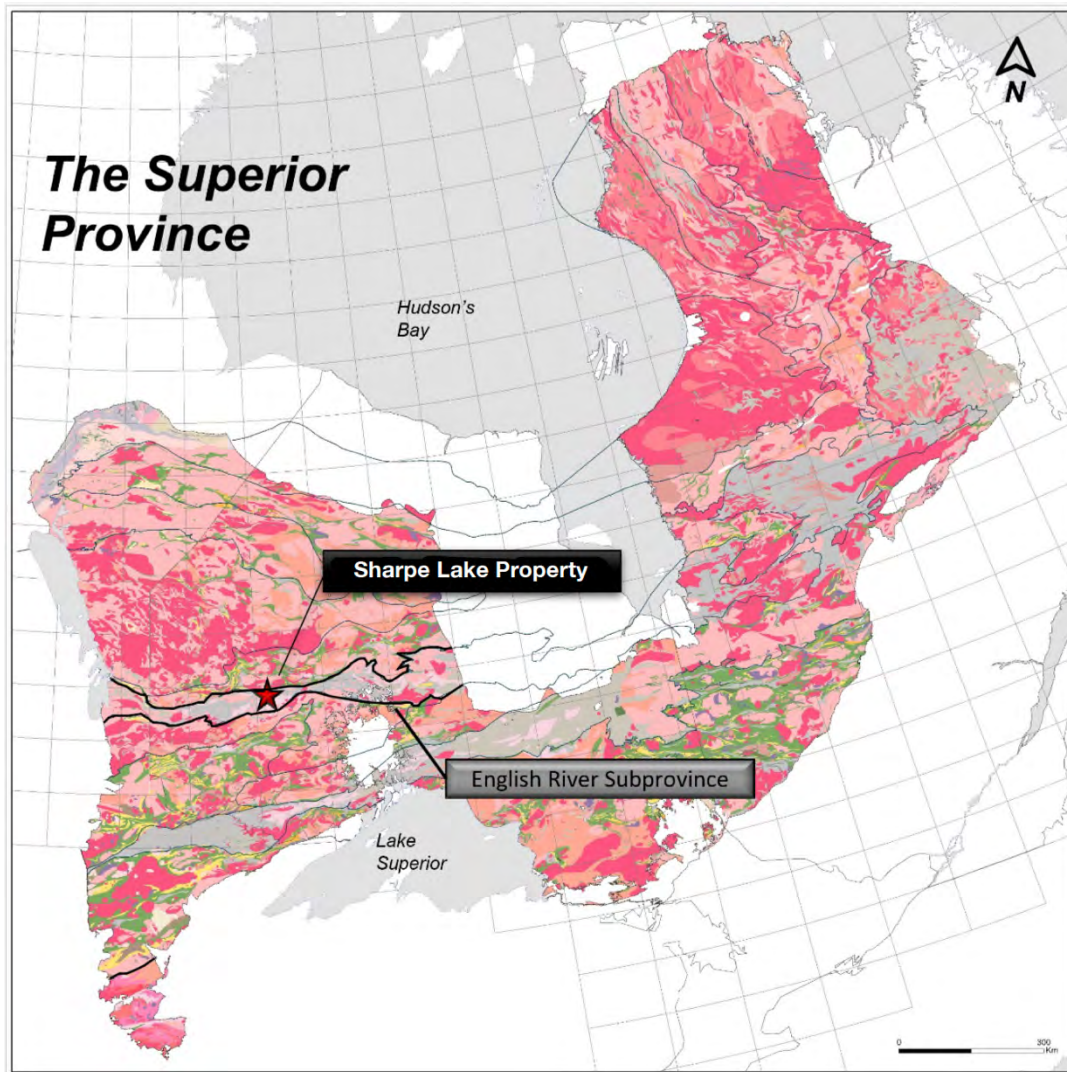 The Superior
Province
N
Hudson's
Bay
Sharpe Lake Property
English River Subprovince
Lake
Superior
0
300
Km